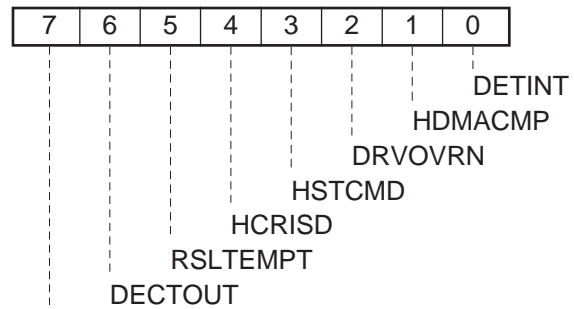 7 6 5 4 3 2 1 0
DETINT
HDMACMP
DRVOVRN
HSTCMD
HCRISD
RSLTEMPT
DECTOUT